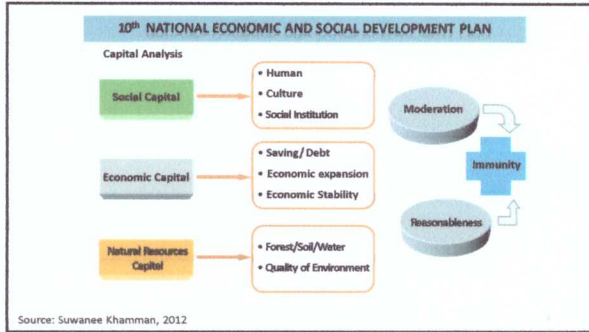 10th NATIONAL ECONOMIC AND SOCIAL DEVELOPMENT PLAN
Capital Analysis
Social Capital
• Human
• Culture
• Social Institution
Economic Capital
• Saving/ Debt
• Economic expansion
• Economic Stability
Natural Resources
Capital
• Forest/Soil/Water
• Quality of Environment
Moderation
Immunity
Reasonableness
Source: Suwanee Khamman, 2012